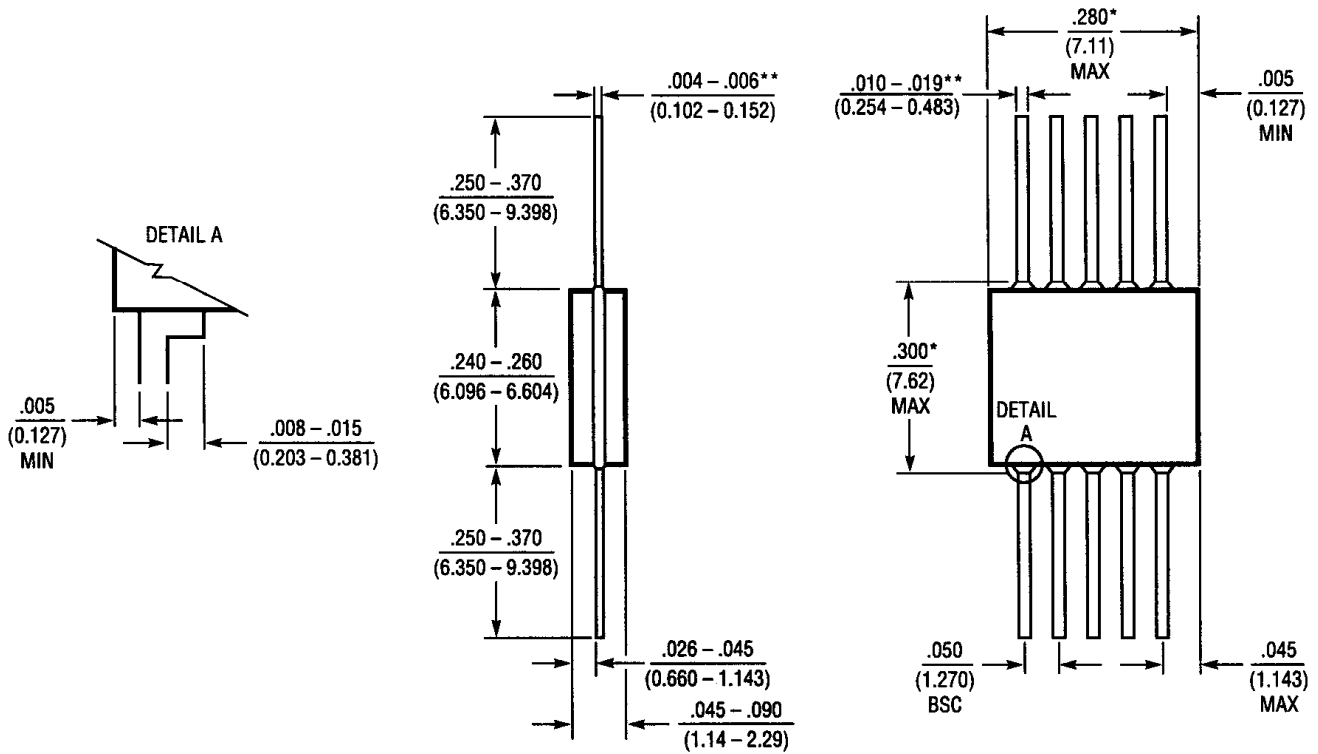 DETAIL A
.005
(0.127)
MIN
.008 – .015
(0.203 – 0.381)
.004 – .006**
(0.102 – 0.152)
.250 – .370
(6.350 – 9.398)
.240 – .260
(6.096 – 6.604)
.250 – .370
(6.350 – 9.398)
.026 – .045
(0.660 – 1.143)
.045 – .090
(1.14 – 2.29)
.280*
(7.11)
MAX
.010 – .019**
(0.254 – 0.483)
.005
(0.127)
MIN
.300*
(7.62)
MAX
DETAIL
A
.050
(1.270)
BSC
.045
(1.143)
MAX